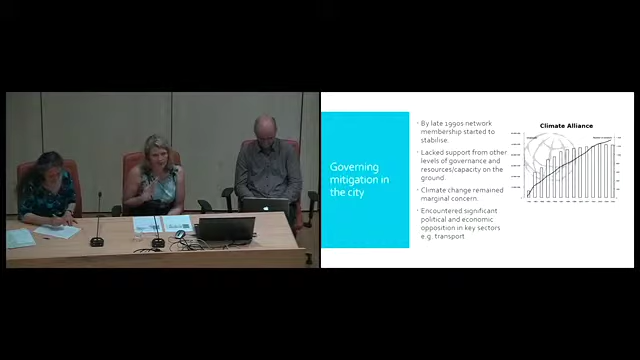 Governing
mitigation in
the city
By late 1990s network
membership started to
stabilise.
Lacked support from other
levels of governance and
resources/capacity on the
ground.
Climate change remained
marginal concern.
Encountered significant
political and economic
opposition in key sectors
e.g. transport
Climate Alliance